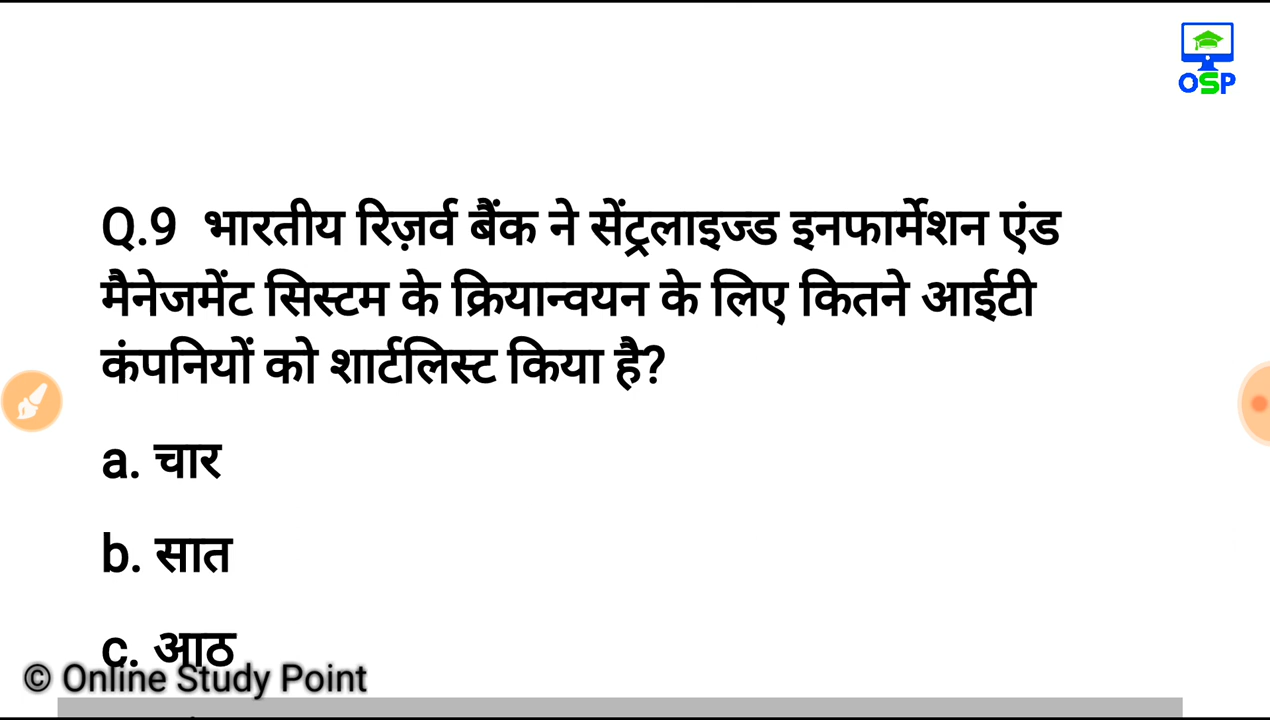 OSP
Q.9 भारतीय रिज़र्व बैंक ने सेंट्रलाइज्ड इनफार्मेशन एंड
मैनेजमेंट सिस्टम के क्रियान्वयन के लिए कितने आईटी
कंपनियों को शार्टलिस्ट किया है?
a. चार
b. सात
c. आठ
© Online Study Point